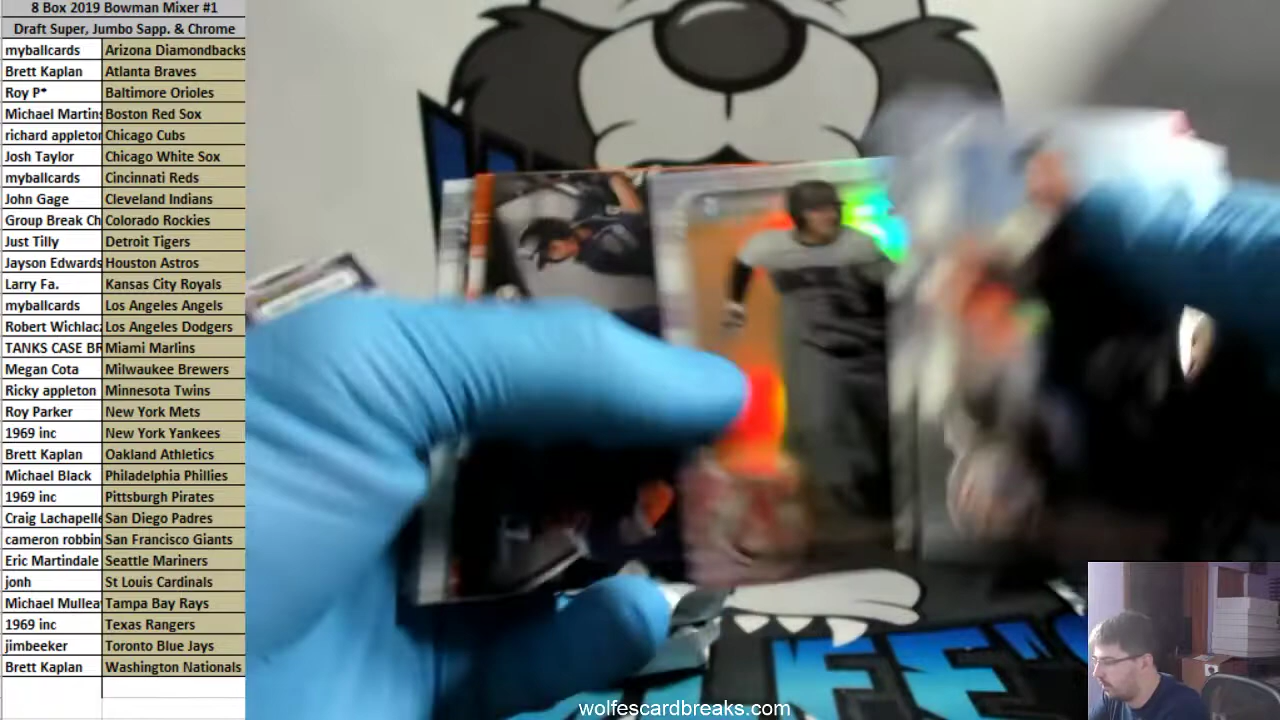 8 Box 2019 Bowman Mixer #1
Draft Super, Jumbo Sapp. & Chrome
myballcards Arizona Diamondbacks
Brett Kaplan Atlanta Braves
Roy P* Baltimore Orioles
Michael Martins Boston Red Sox
richard appleton Chicago Cubs
Josh Taylor Chicago White Sox
myballcards Cincinnati Reds
John Gage Cleveland Indians
Group Break Ch Colorado Rockies
Just Tilly Detroit Tigers
Jayson Edwards Houston Astros
Larry Fa. Kansas City Royals
myballcards Los Angeles Angels
Robert Wichlac Los Angeles Dodgers
TANKS CASE BR Miami Marlins
Megan Cota Milwaukee Brewers
Ricky appleton Minnesota Twins
Roy Parker New York Mets
1969 inc New York Yankees
Brett Kaplan Oakland Athletics
Michael Black Philadelphia Phillies
1969 inc Pittsburgh Pirates
Craig Lachapelle San Diego Padres
cameron robbin San Francisco Giants
Eric Martindale Seattle Mariners
jonh St Louis Cardinals
Michael Mullea Tampa Bay Rays
1969 inc Texas Rangers
jimbeeker Toronto Blue Jays
Brett Kaplan Washington Nationals
wolfescardbreaks.com